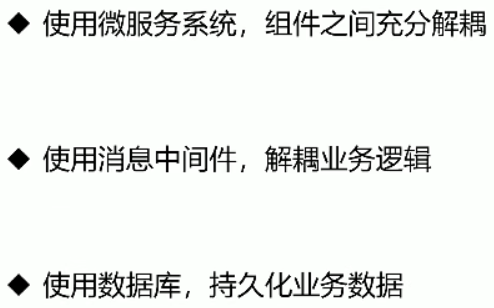 ◆ 使用微服务系统，组件之间充分解耦
◆ 使用消息中间件，解耦业务逻辑
◆ 使用数据库，持久化业务数据